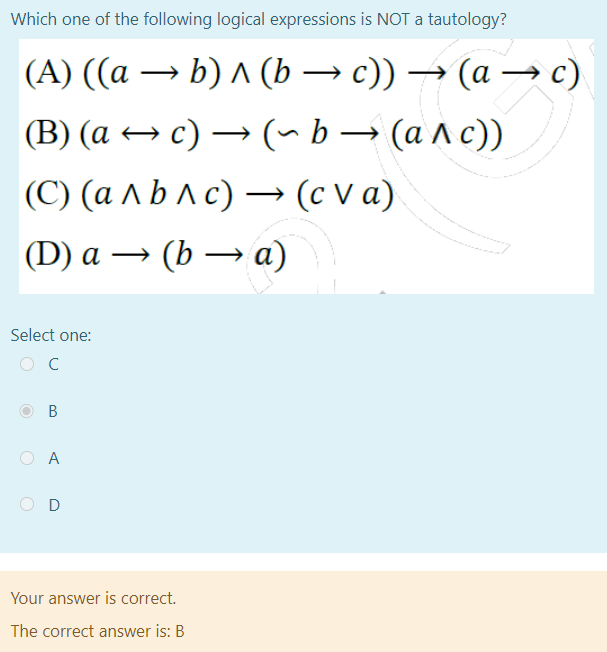 Which one of the following logical expressions is NOT a tautology?
(A) ((a → b) ∧ (b → c)) → (a → c)
(B) (a ↔ c) → (∽ b → (a ∧ c))
(C) (a ∧ b ∧ c) → (c ∨ a)
(D) a → (b → a)
Select one:
C
B
A
D
Your answer is correct.
The correct answer is: B